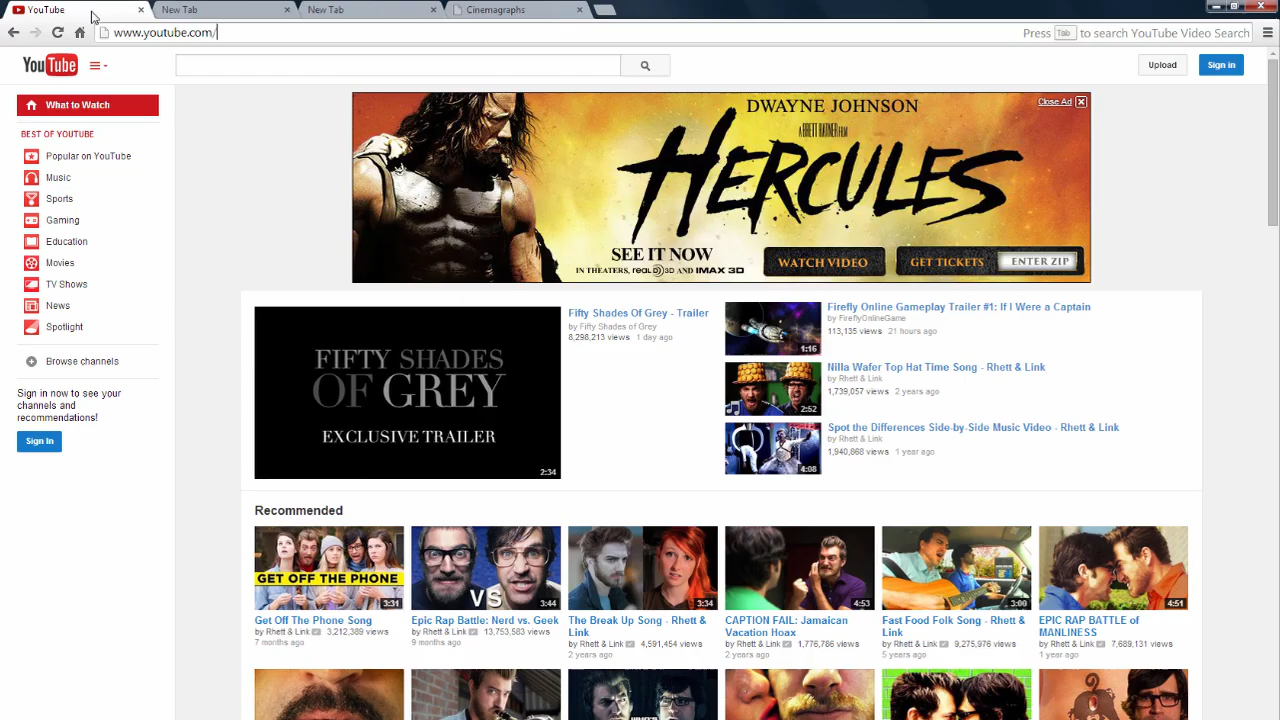 YouTube
New Tab
New Tab
Cinemagraphs
www.youtube.com/
Press Tab to search YouTube Video Search
YouTube
Upload
Sign in
What to Watch
BEST OF YOUTUBE
Popular on YouTube
Music
Sports
Gaming
Education
Movies
TV Shows
News
Spotlight
Browse channels
Sign in now to see your
channels and
recommendations!
Sign In
DWAYNE JOHNSON
Close Ad
A BRETT RATNER FILM
HERCULES
SEE IT NOW
IN THEATERS, REAL D 3D AND IMAX 3D
WATCH VIDEO
GET TICKETS
ENTER ZIP
FIFTY SHADES
OF GREY
EXCLUSIVE TRAILER
2:34
Fifty Shades Of Grey - Trailer
by Fifty Shades of Grey
8,298,213 views 1 day ago
1:16
Firefly Online Gameplay Trailer #1: If I Were a Captain
by FireflyOnlineGame
113,135 views 21 hours ago
2:52
Nilla Wafer Top Hat Time Song - Rhett & Link
by Rhett & Link
1,739,057 views 2 years ago
4:08
Spot the Differences Side-by-Side Music Video - Rhett & Link
by Rhett & Link
1,940,868 views 1 year ago
Recommended
GET OFF THE PHONE
3:31
Get Off The Phone Song
by Rhett & Link 3,212,389 views
7 months ago
VS
3:44
Epic Rap Battle: Nerd vs. Geek
by Rhett & Link 13,753,583 views
9 months ago
3:34
The Break Up Song - Rhett &
Link
by Rhett & Link 4,591,454 views
2 years ago
4:53
CAPTION FAIL: Jamaican
Vacation Hoax
by Rhett & Link 1,776,786 views
2 years ago
3:00
Fast Food Folk Song - Rhett &
Link
by Rhett & Link 9,275,976 views
5 years ago
4:51
EPIC RAP BATTLE of
MANLINESS
by Rhett & Link 7,689,131 views
1 year ago